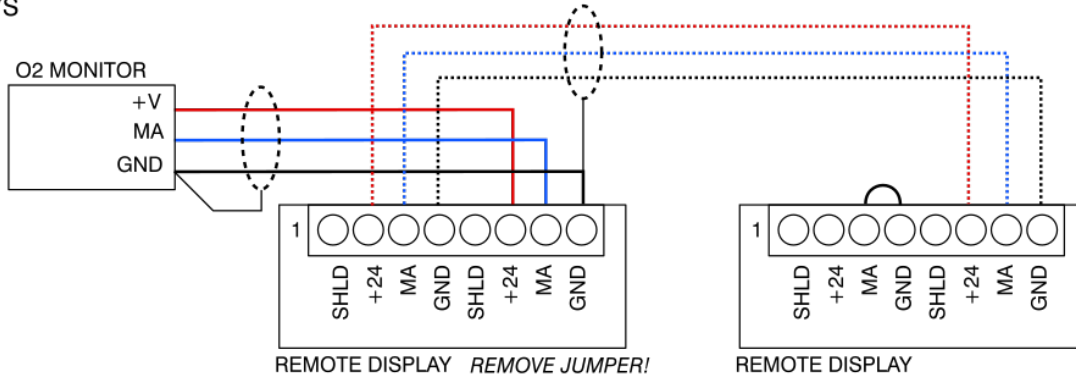 O2 MONITOR
+V
MA
GND
1
SHLD
+24
MA
GND
SHLD
+24
MA
GND
REMOTE DISPLAY REMOVE JUMPER!
1
SHLD
+24
MA
GND
SHLD
+24
MA
GND
REMOTE DISPLAY